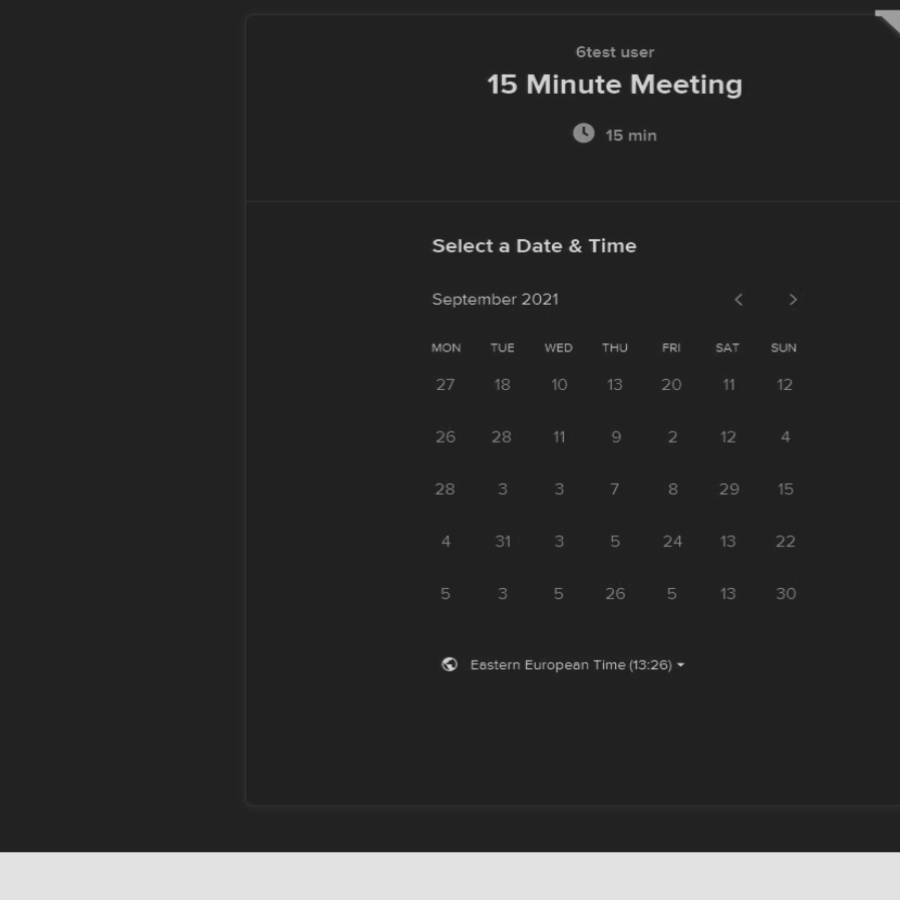 6test user
15 Minute Meeting
15 min
Select a Date & Time
September 2021
MON TUE WED THU FRI SAT SUN
27 18 10 13 20 11 12
26 28 11 9 2 12 4
28 3 3 7 8 29 15
4 31 3 5 24 13 22
5 3 5 26 5 13 30
Eastern European Time (13:26)